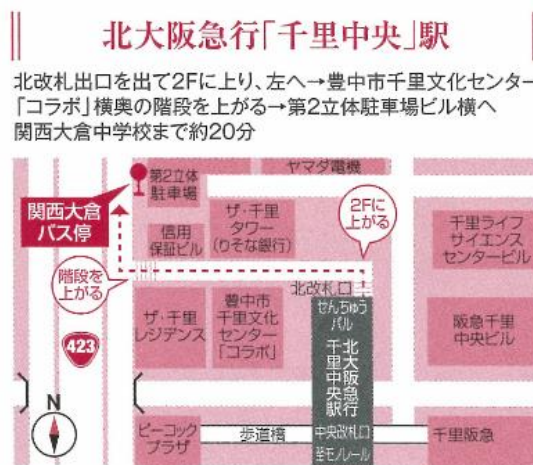 北大阪急行「千里中央」駅
北改札出口を出て2Fに上り、左へ→豊中市千里文化センター
「コラボ」横奥の階段を上がる→第2立体駐車場ビル横へ
関西大倉中学校まで約20分
ヤマダ電機
第2立体
駐車場
関西大倉
バス停
信用
保証ビル
ザ・千里
タワー
(りそな銀行)
2Fに
上がる
千里ライフ
サイエンス
センタービル
階段を
上がる
北改札口
せんちゅう
パル
ザ・千里
レジデンス
豊中市
千里文化
センター
「コラボ」
北大阪急行
千里中央駅
阪急千里
中央ビル
423
N
ピーコック
プラザ
歩道橋
中央改札口
至モノレール
千里阪急